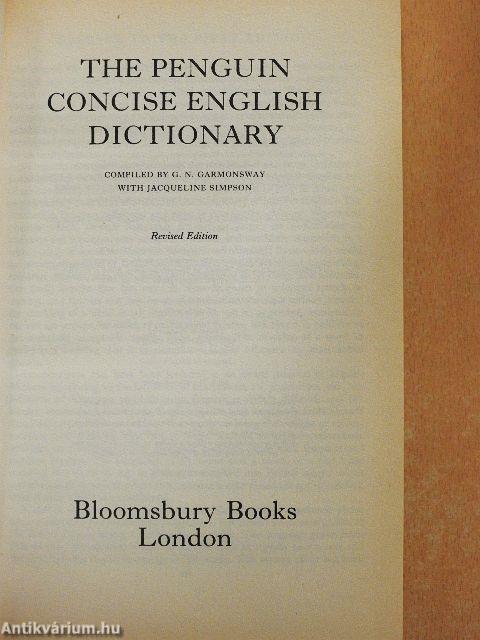 THE PENGUIN
CONCISE ENGLISH
DICTIONARY
COMPILED BY G. N. GARMONSWAY
WITH JACQUELINE SIMPSON
Revised Edition
Bloomsbury Books
London
Antikvárium.hu